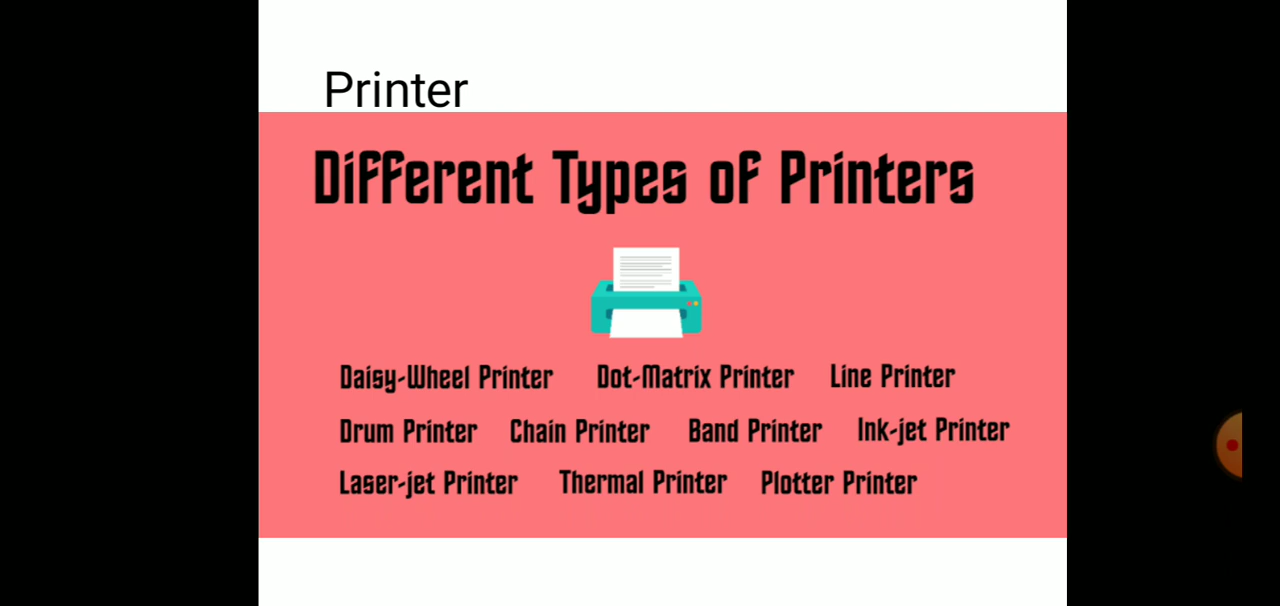 Printer
Different Types of Printers
Daisy-Wheel Printer Dot-Matrix Printer Line Printer
Drum Printer Chain Printer Band Printer Ink-jet Printer
Laser-jet Printer Thermal Printer Plotter Printer